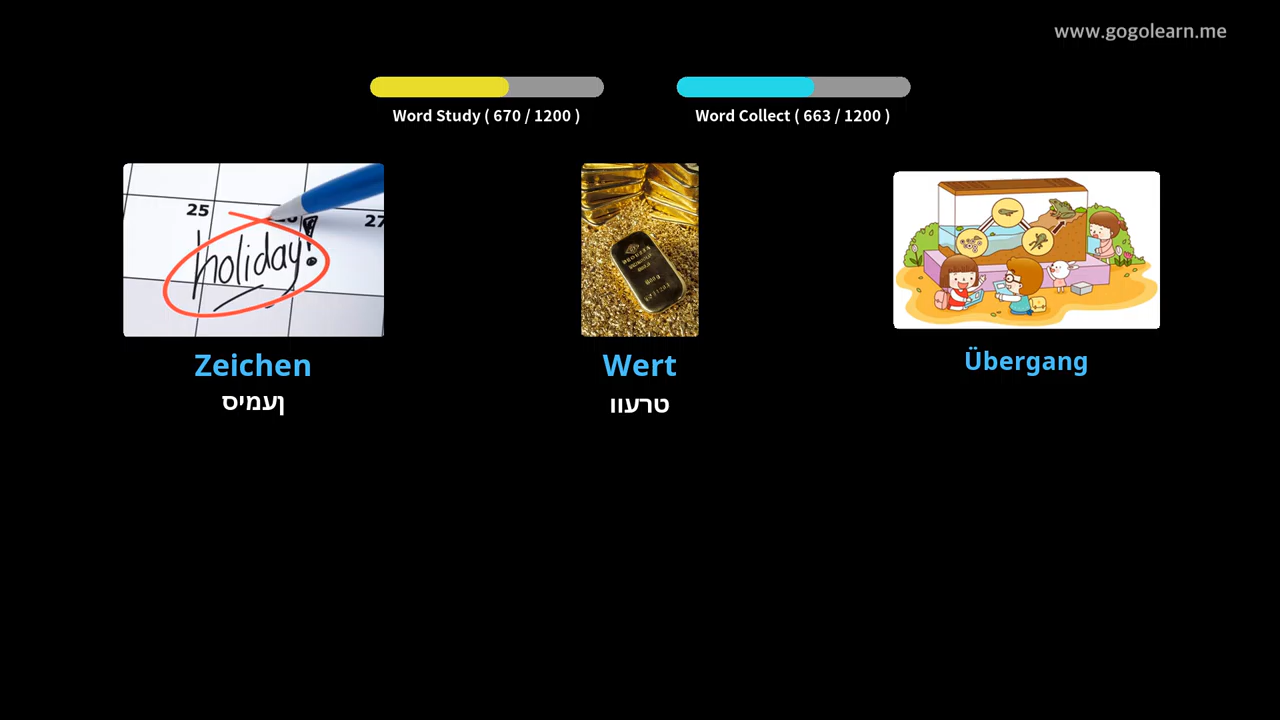 www.gogolearn.me
Word Study ( 670 / 1200 )
Word Collect ( 663 / 1200 )
25
26
27
holiday!
Zeichen
ןעמיס
Wert
טרעוו
Übergang